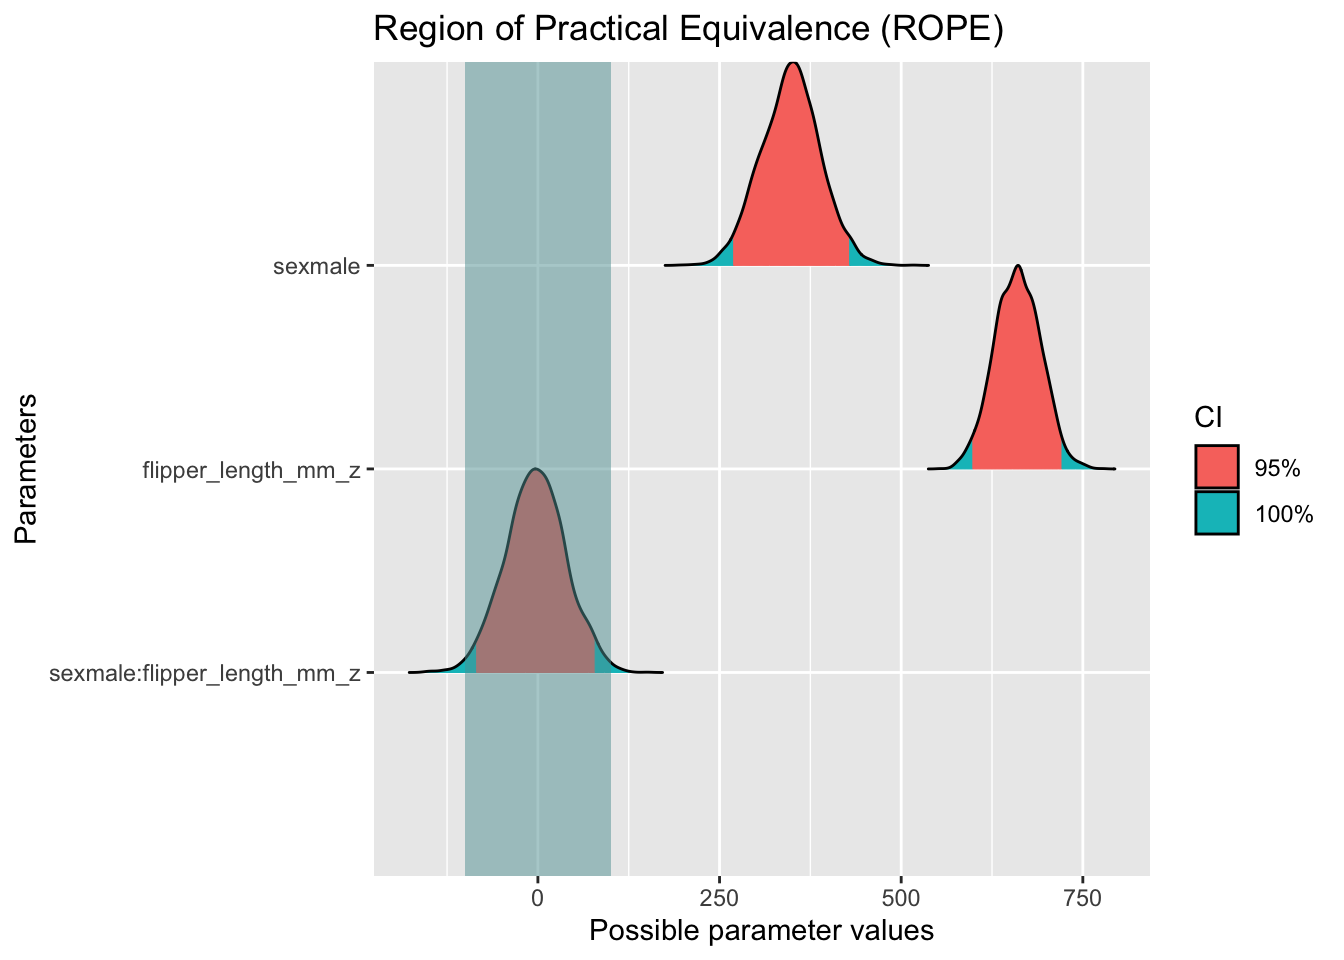 Region of Practical Equivalence (ROPE)
Parameters
sexmale
flipper_length_mm_z
sexmale:flipper_length_mm_z
0 250 500 750
Possible parameter values
CI
95%
100%